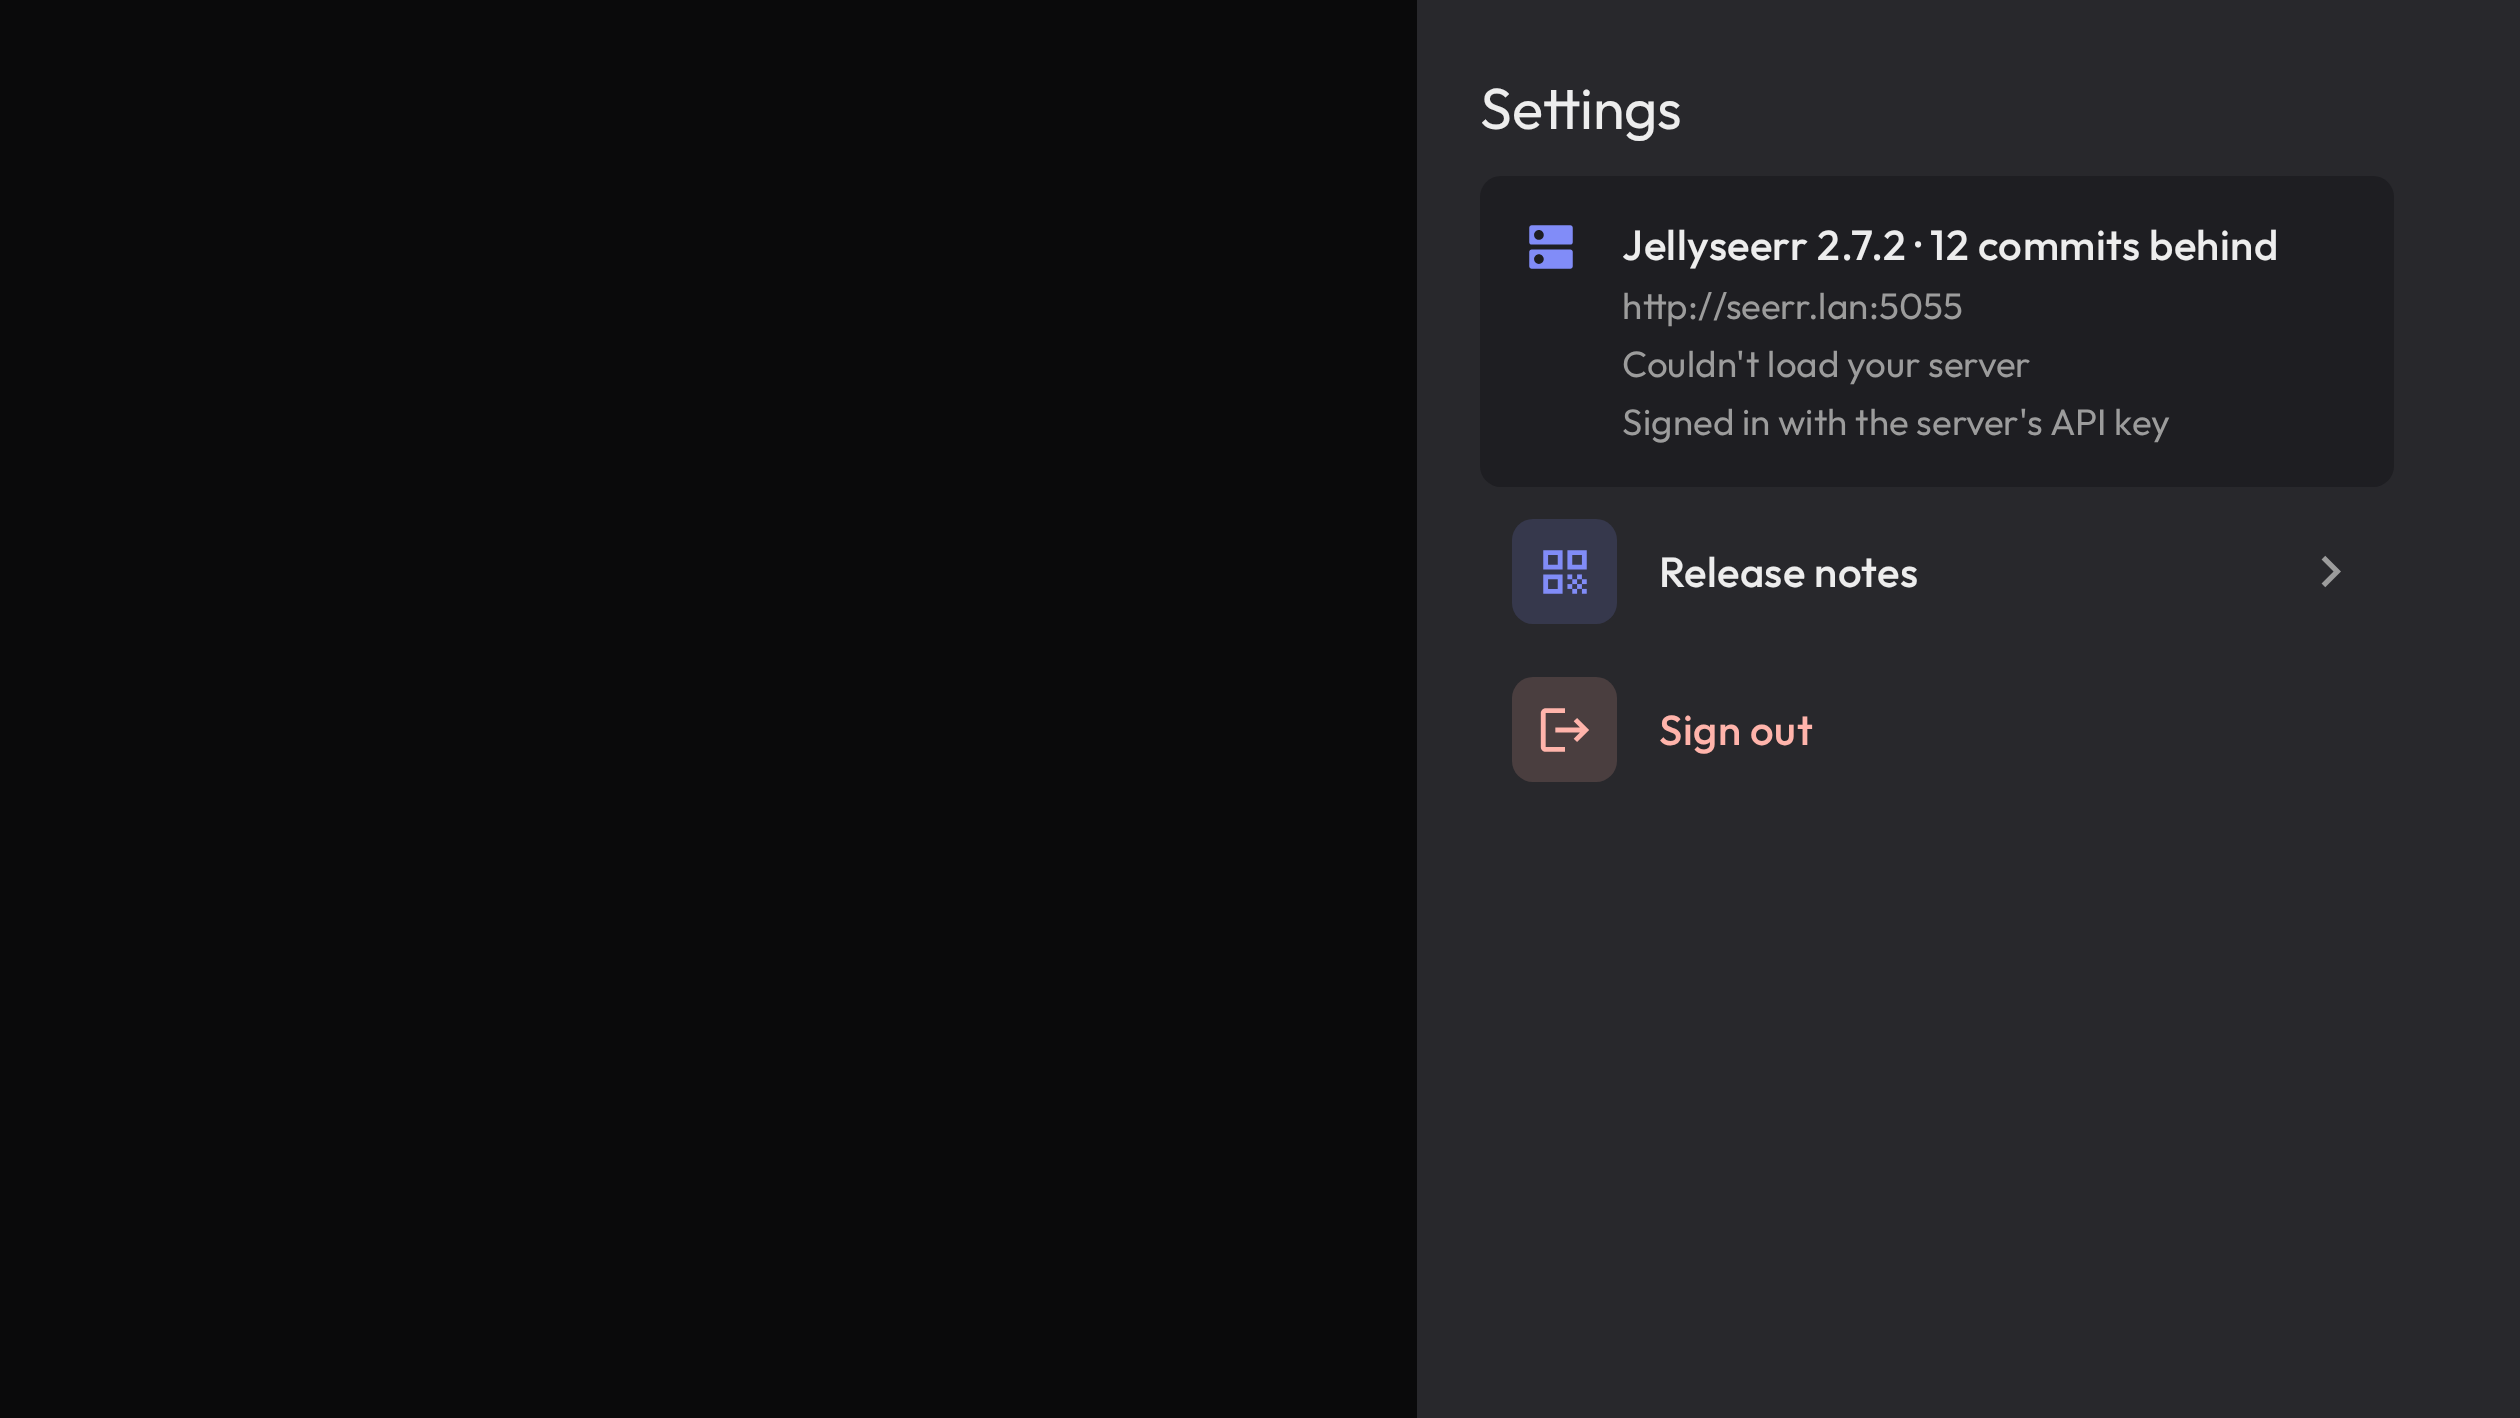 Settings
Jellyseerr 2.7.2 · 12 commits behind
http://seerr.lan:5055
Couldn't load your server
Signed in with the server's API key
Release notes
Sign out